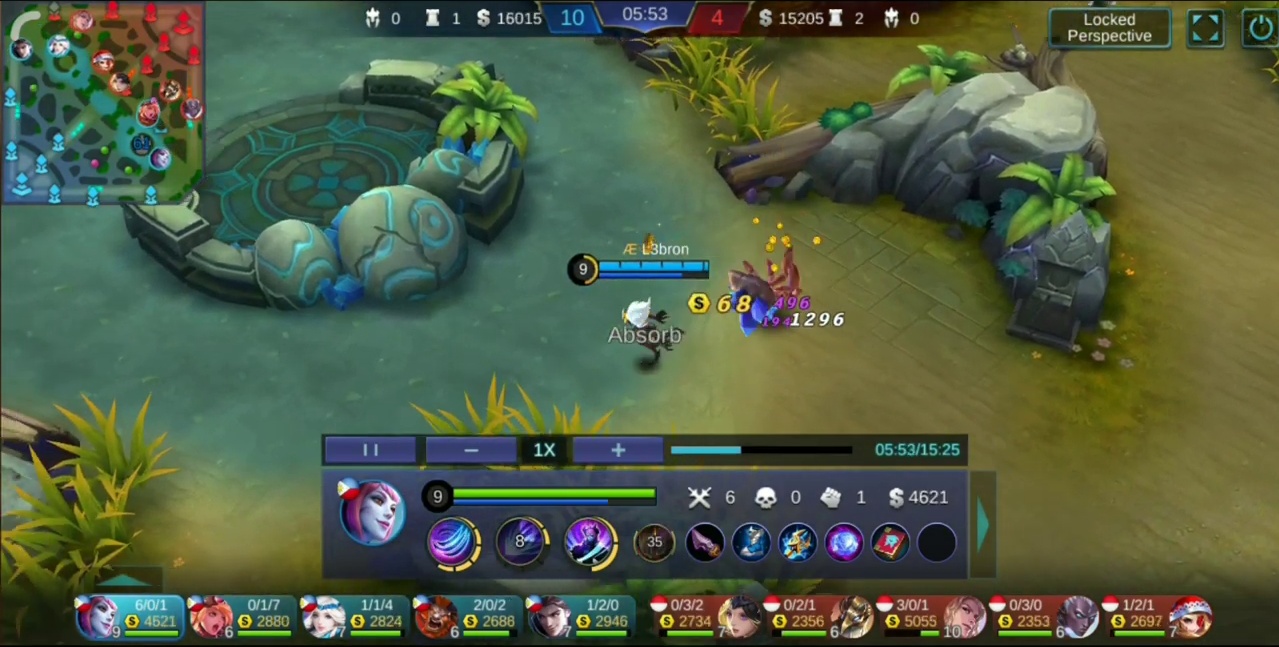 0 1 16015 10 05:53 4 15205 2 0
Locked
Perspective
Æ L3bron
9
68 496
194 1296
Absorb
1X 05:53/15:25
9 6 0 1 4621
8 35
6/0/1 0/1/7 1/1/4 2/0/2 1/2/0 0/3/2 0/2/1 3/0/1 0/3/0 1/2/1
4621 2880 2824 2688 2946 2734 2356 5055 2353 2697
9 6 7 6 7 7 6 10 6 7